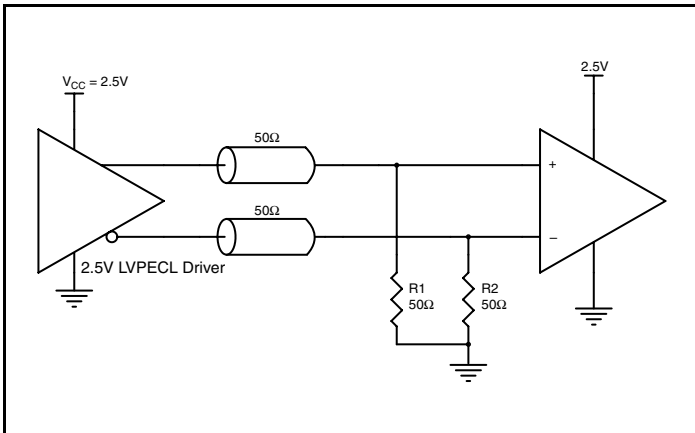 V_CC = 2.5V
2.5V
50Ω
+
50Ω
–
2.5V LVPECL Driver
R1
50Ω
R2
50Ω